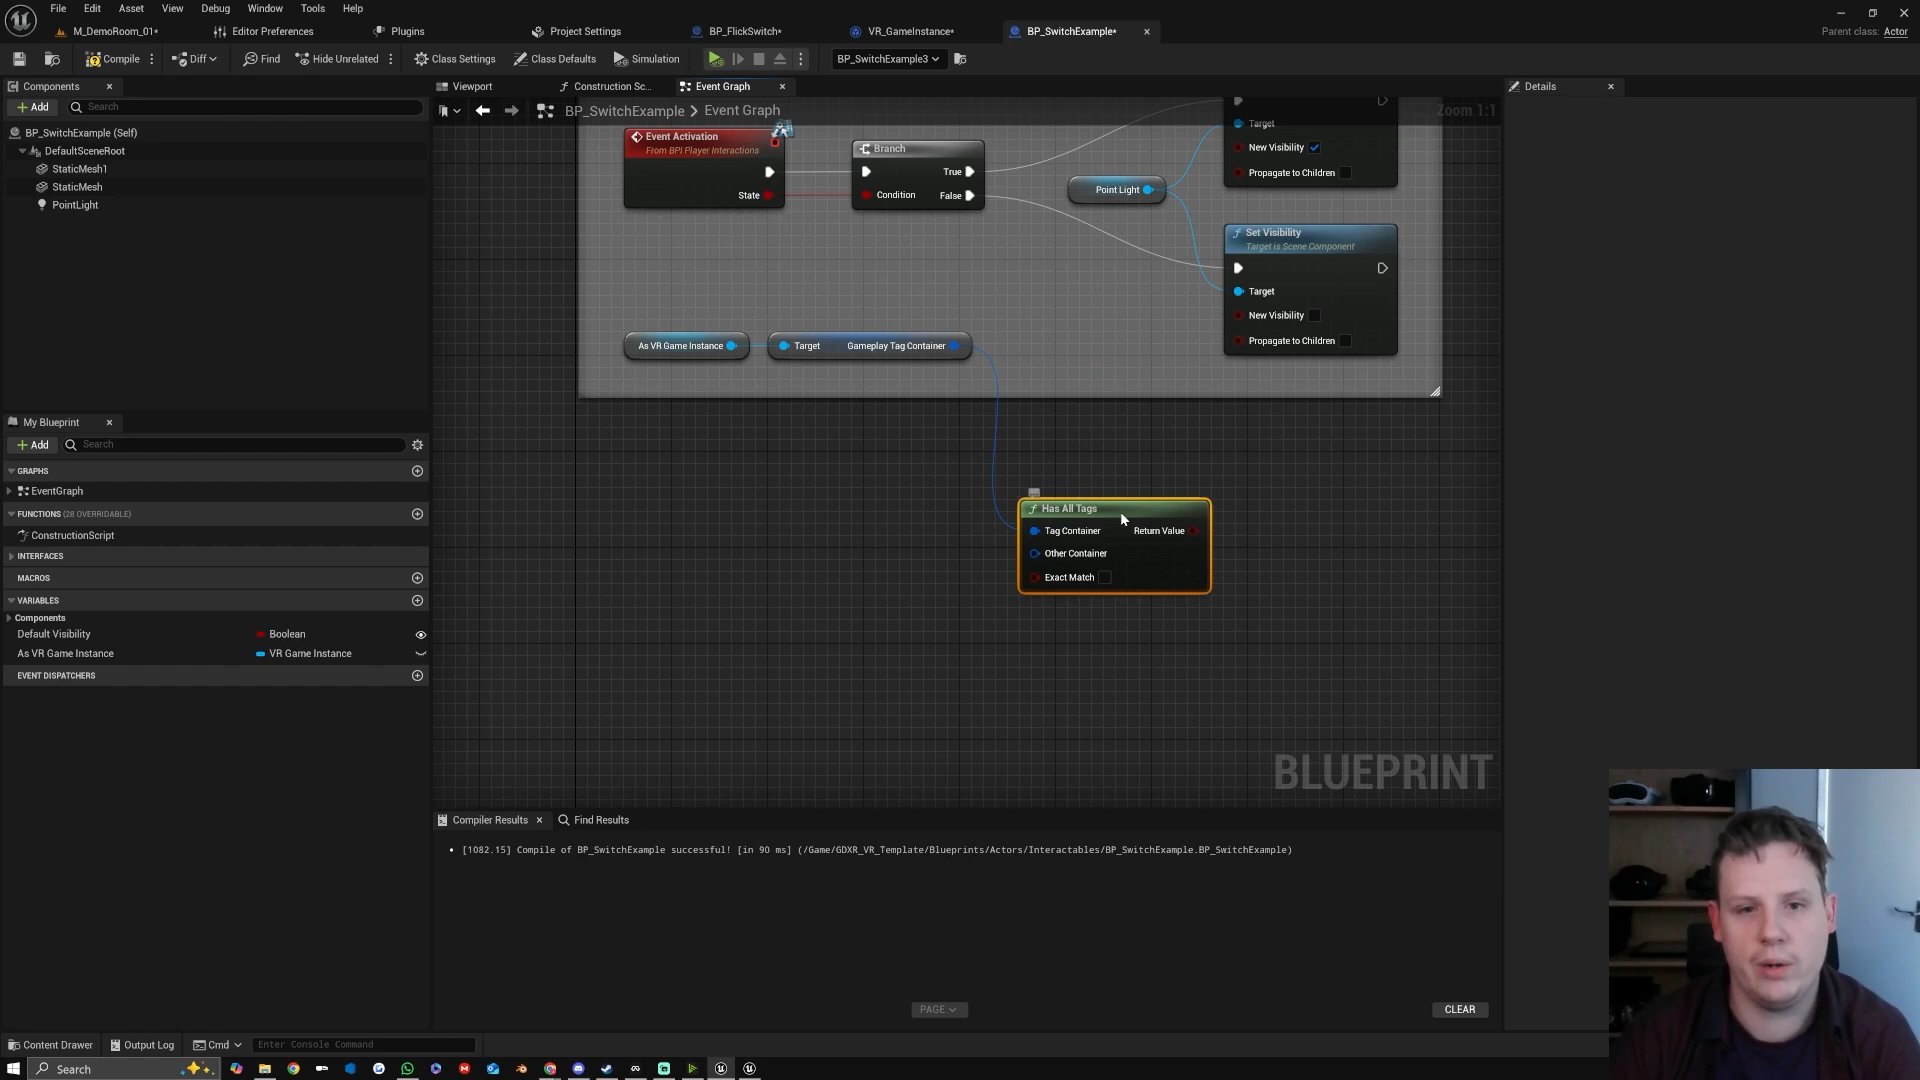 File Edit Asset View Debug Window Tools Help
M_DemoRoom_01* Editor Preferences Plugins Project Settings BP_FlickSwitch* VR_GameInstance* BP_SwitchExample* Parent class: Actor
Compile Diff Find Hide Unrelated Class Settings Class Defaults Simulation BP_SwitchExample3
Components Viewport Construction Sc... Event Graph Details
Add Search BP_SwitchExample > Event Graph Zoom 1:1
BP_SwitchExample (Self)
DefaultSceneRoot
StaticMesh1
StaticMesh
PointLight
Event Activation
From BPI Player Interactions
State
Branch
True
Condition False
Point Light
Target
New Visibility
Propagate to Children
Set Visibility
Target is Scene Component
Target
New Visibility
Propagate to Children
As VR Game Instance Target Gameplay Tag Container
Has All Tags
Tag Container Return Value
Other Container
Exact Match
BLUEPRINT
My Blueprint
Add Search
GRAPHS
EventGraph
FUNCTIONS (28 OVERRIDABLE)
ConstructionScript
INTERFACES
MACROS
VARIABLES
Components
Default Visibility Boolean
As VR Game Instance VR Game Instance
EVENT DISPATCHERS
Compiler Results Find Results
[1082.15] Compile of BP_SwitchExample successful! [in 90 ms] (/Game/GDXR_VR_Template/Blueprints/Actors/Interactables/BP_SwitchExample.BP_SwitchExample)
PAGE CLEAR
Content Drawer Output Log Cmd Enter Console Command
Search